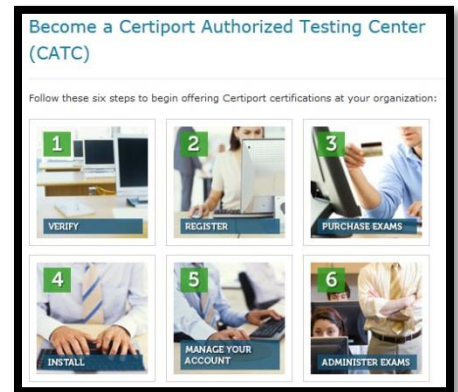 Become a Certiport Authorized Testing Center
(CATC)
Follow these six steps to begin offering Certiport certifications at your organization:
1
2
3
VERIFY
REGISTER
PURCHASE EXAMS
4
5
6
INSTALL
MANAGE YOUR
ACCOUNT
ADMINISTER EXAMS